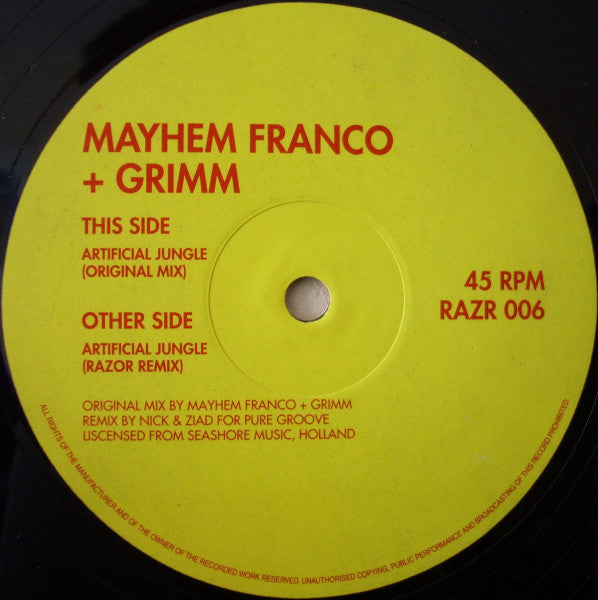 MAYHEM FRANCO
+ GRIMM
THIS SIDE
ARTIFICIAL JUNGLE
(ORIGINAL MIX)
45 RPM
RAZR 006
OTHER SIDE
ARTIFICIAL JUNGLE
(RAZOR REMIX)
ORIGINAL MIX BY MAYHEM FRANCO + GRIMM
REMIX BY NICK & ZIAD FOR PURE GROOVE
LISCENSED FROM SEASHORE MUSIC, HOLLAND
ALL RIGHTS OF THE MANUFACTURER AND OF THE OWNER OF THE RECORDED WORK RESERVED. UNAUTHORISED COPYING, PUBLIC PERFORMANCE AND BROADCASTING OF THIS RECORD PROHIBITED.